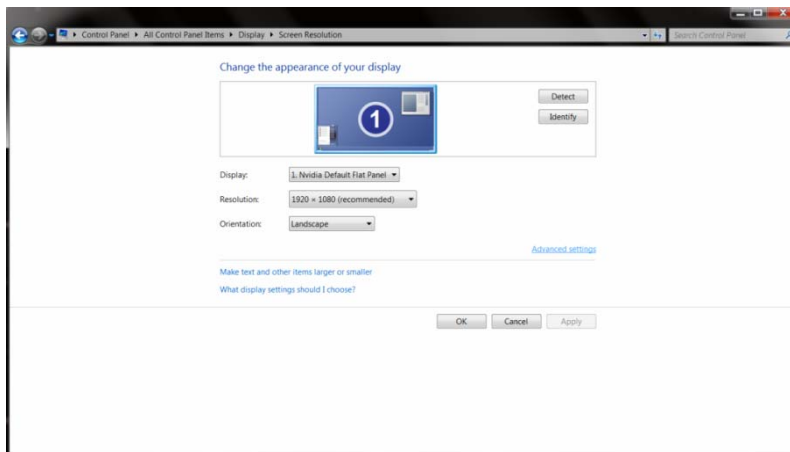 Control Panel ▸ All Control Panel Items ▸ Display ▸ Screen Resolution
Search Control Panel
Change the appearance of your display
1
Detect
Identify
Display: 1. Nvidia Default Flat Panel
Resolution: 1920 × 1080 (recommended)
Orientation: Landscape
Advanced settings
Make text and other items larger or smaller
What display settings should I choose?
OK Cancel Apply